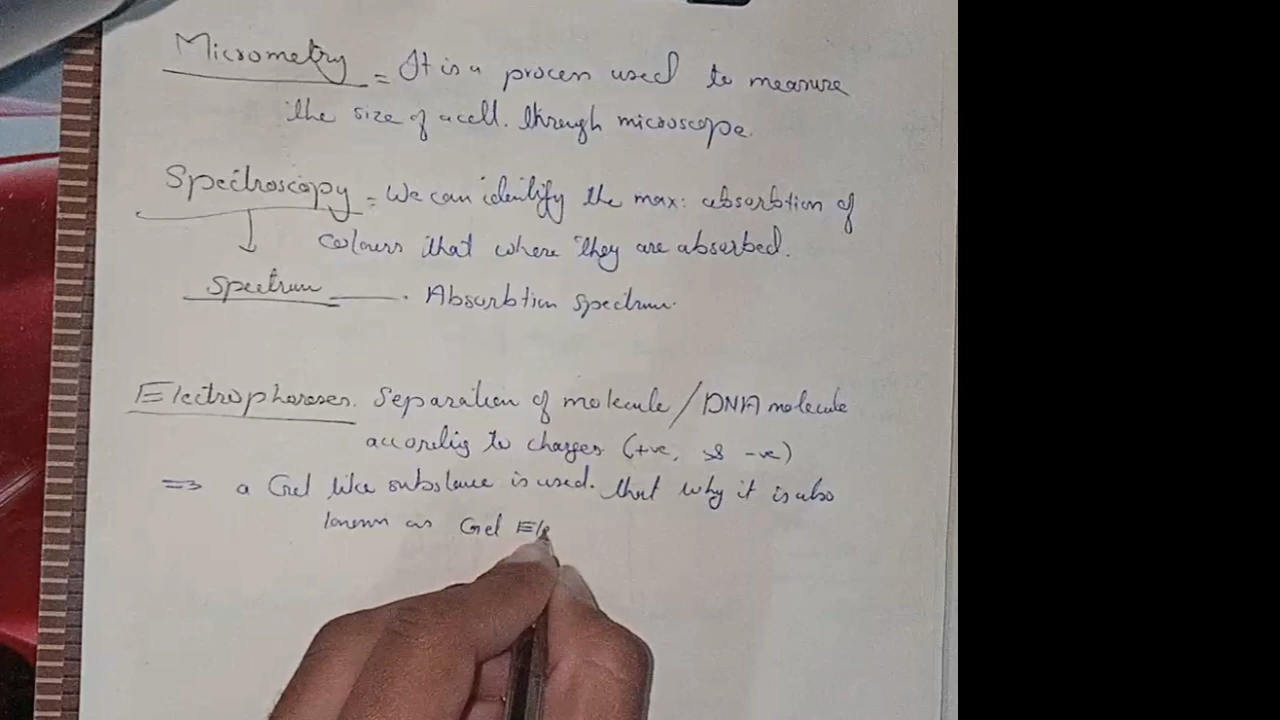 Micrometry = It is a process used to measure
the size of a cell. through microscope.
Spectroscopy = We can identify the max: absorbtion of
colours that where they are absorbed.
Spectrum . Absorbtion spectrum.
Electrophoreses. Separation of molecule / DNA molecule
according to charges (+ve, & -ve)
⇒ a Gel like substance is used. that why it is also
known as Gel Ele